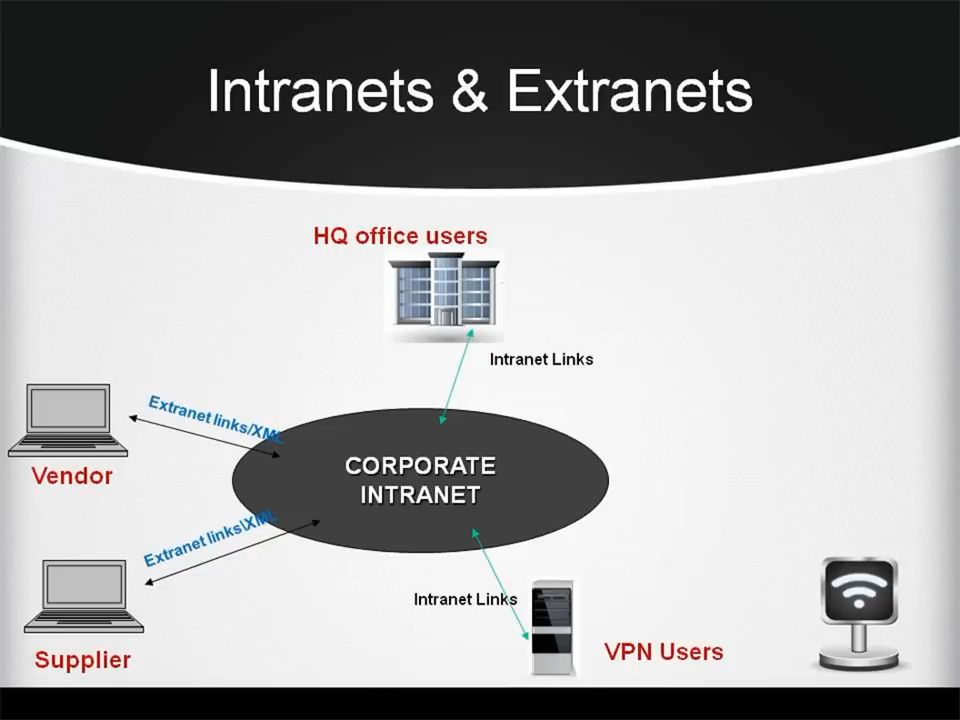 Intranets & Extranets
HQ office users
Intranet Links
Extranet links/XML
CORPORATE
INTRANET
Vendor
Extranet links\XML
Intranet Links
VPN Users
Supplier